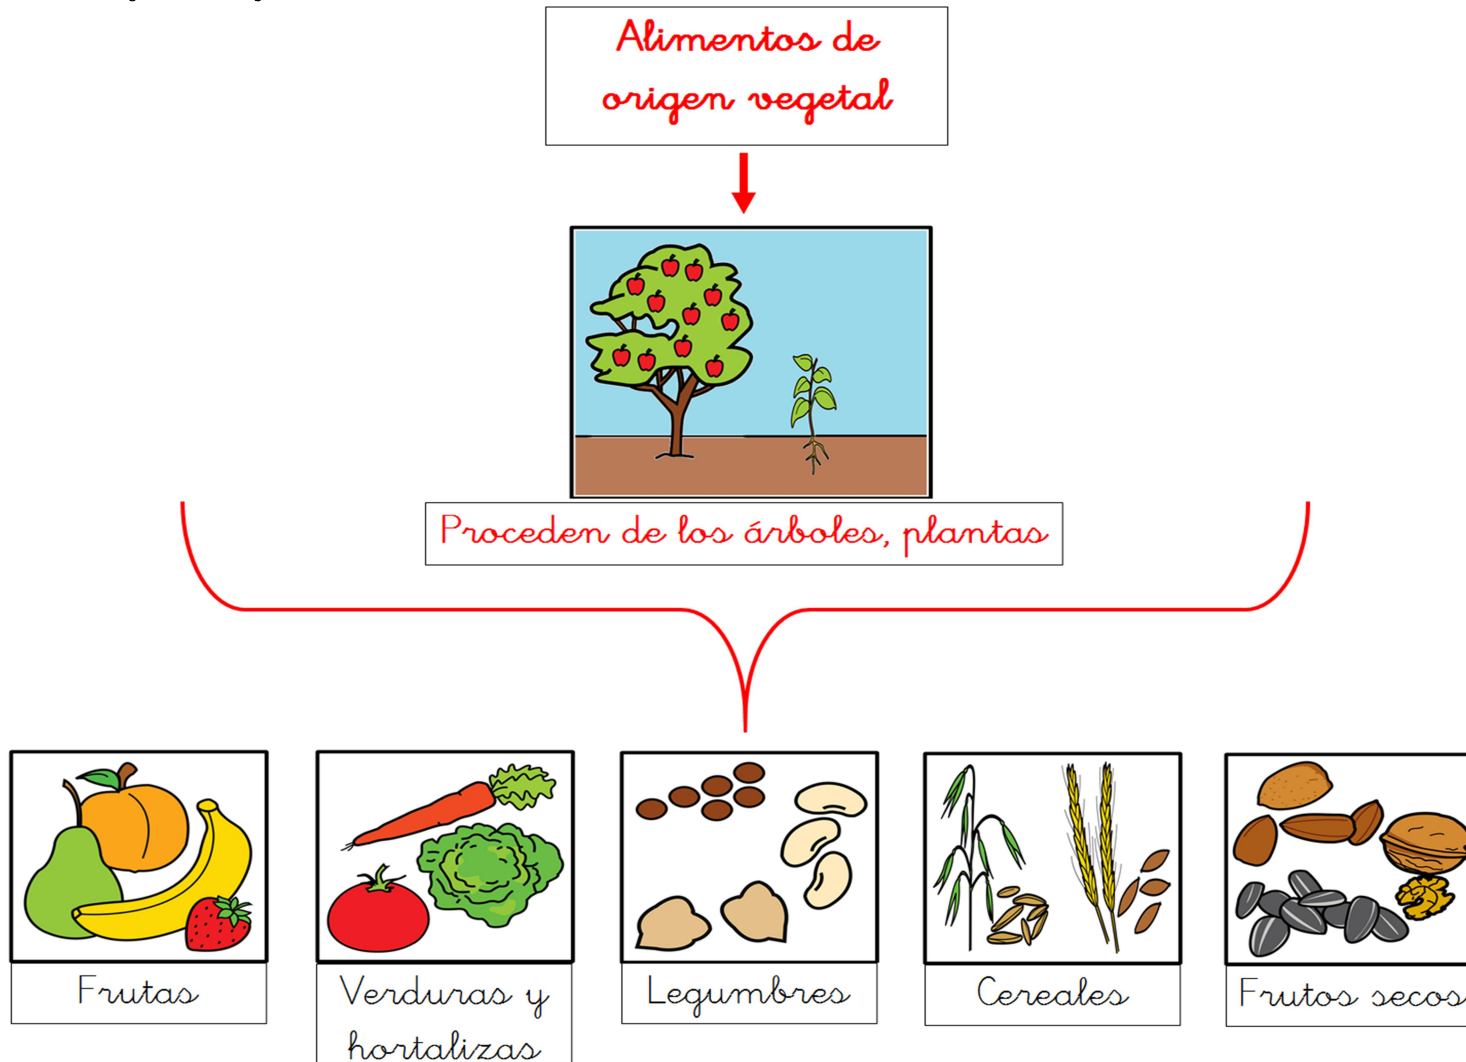 Alimentos de
origen vegetal
Proceden de los árboles, plantas
Frutas
Verduras y
hortalizas
Legumbres
Cereales
Frutos secos